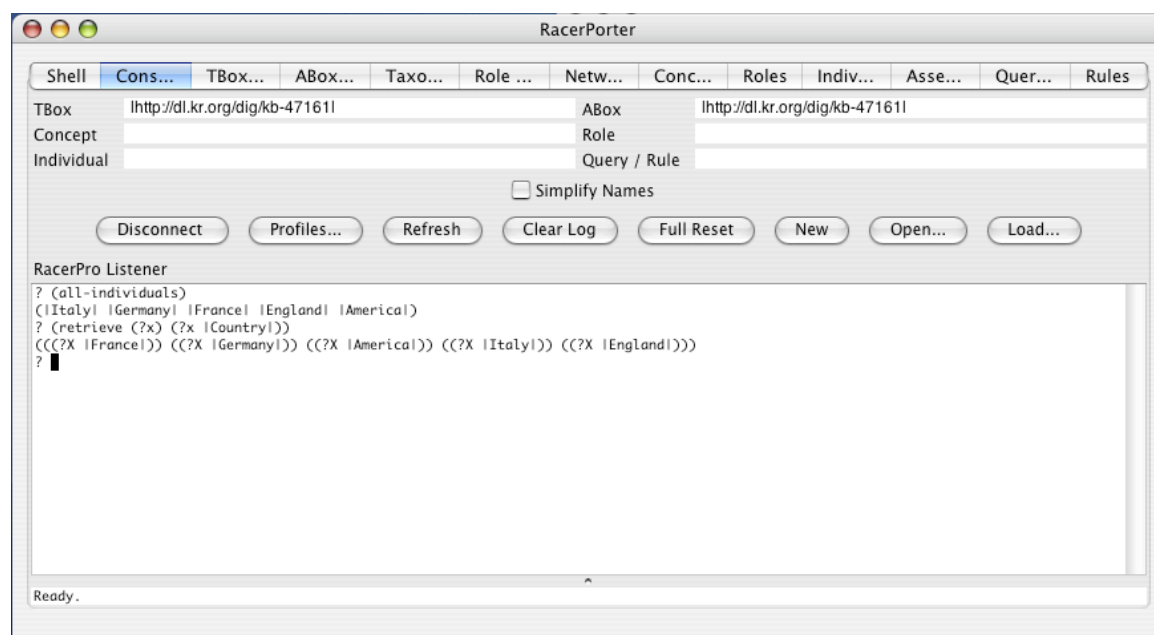 RacerPorter
Shell Cons... TBox... ABox... Taxo... Role ... Netw... Conc... Roles Indiv... Asse... Quer... Rules
TBox |http://dl.kr.org/dig/kb-47161| ABox |http://dl.kr.org/dig/kb-47161|
Concept Role
Individual Query / Rule
Simplify Names
Disconnect Profiles... Refresh Clear Log Full Reset New Open... Load...
RacerPro Listener
? (all-individuals)
(|Italy| |Germany| |France| |England| |America|)
? (retrieve (?x) (?x |Country|))
(((?X |France|)) ((?X |Germany|)) ((?X |America|)) ((?X |Italy|)) ((?X |England|)))
?
Ready.